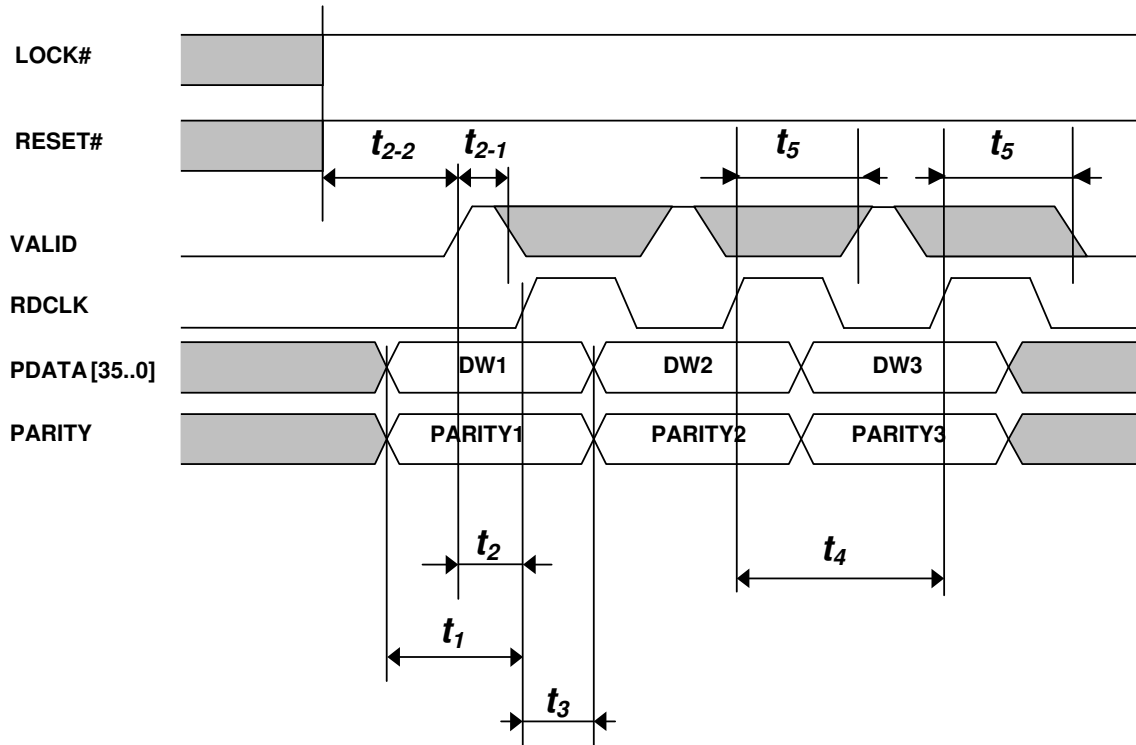 LOCK#
RESET#
t2-2 t2-1 t5 t5
VALID
RDCLK
PDATA[35..0] DW1 DW2 DW3
PARITY PARITY1 PARITY2 PARITY3
t2 t4
t1
t3